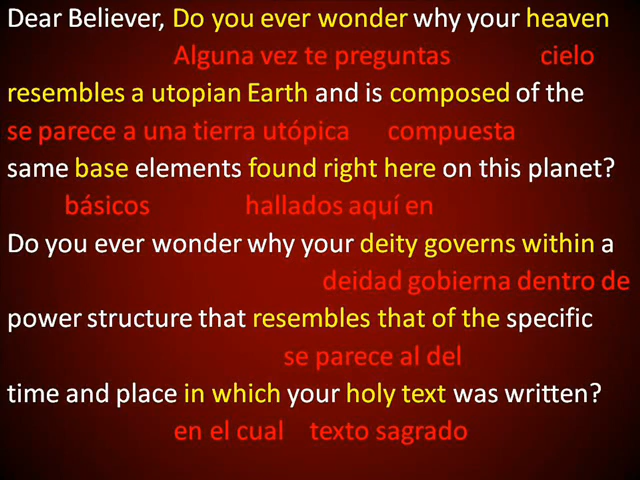 Dear Believer, Do you ever wonder why your heaven
Alguna vez te preguntas cielo
resembles a utopian Earth and is composed of the
se parece a una tierra utópica compuesta
same base elements found right here on this planet?
básicos hallados aquí en
Do you ever wonder why your deity governs within a
deidad gobierna dentro de
power structure that resembles that of the specific
se parece al del
time and place in which your holy text was written?
en el cual texto sagrado